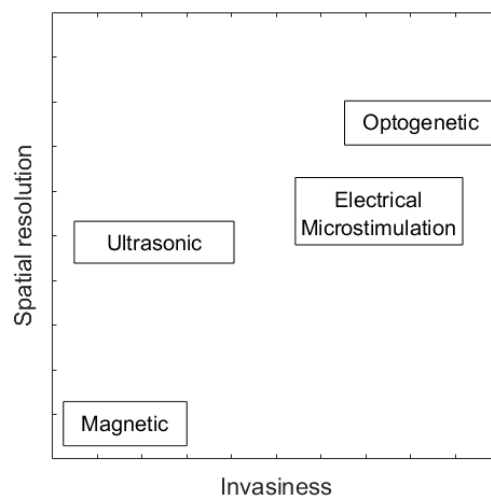 Optogenetic
Electrical
Microstimulation
Ultrasonic
Magnetic
Spatial resolution
Invasiness